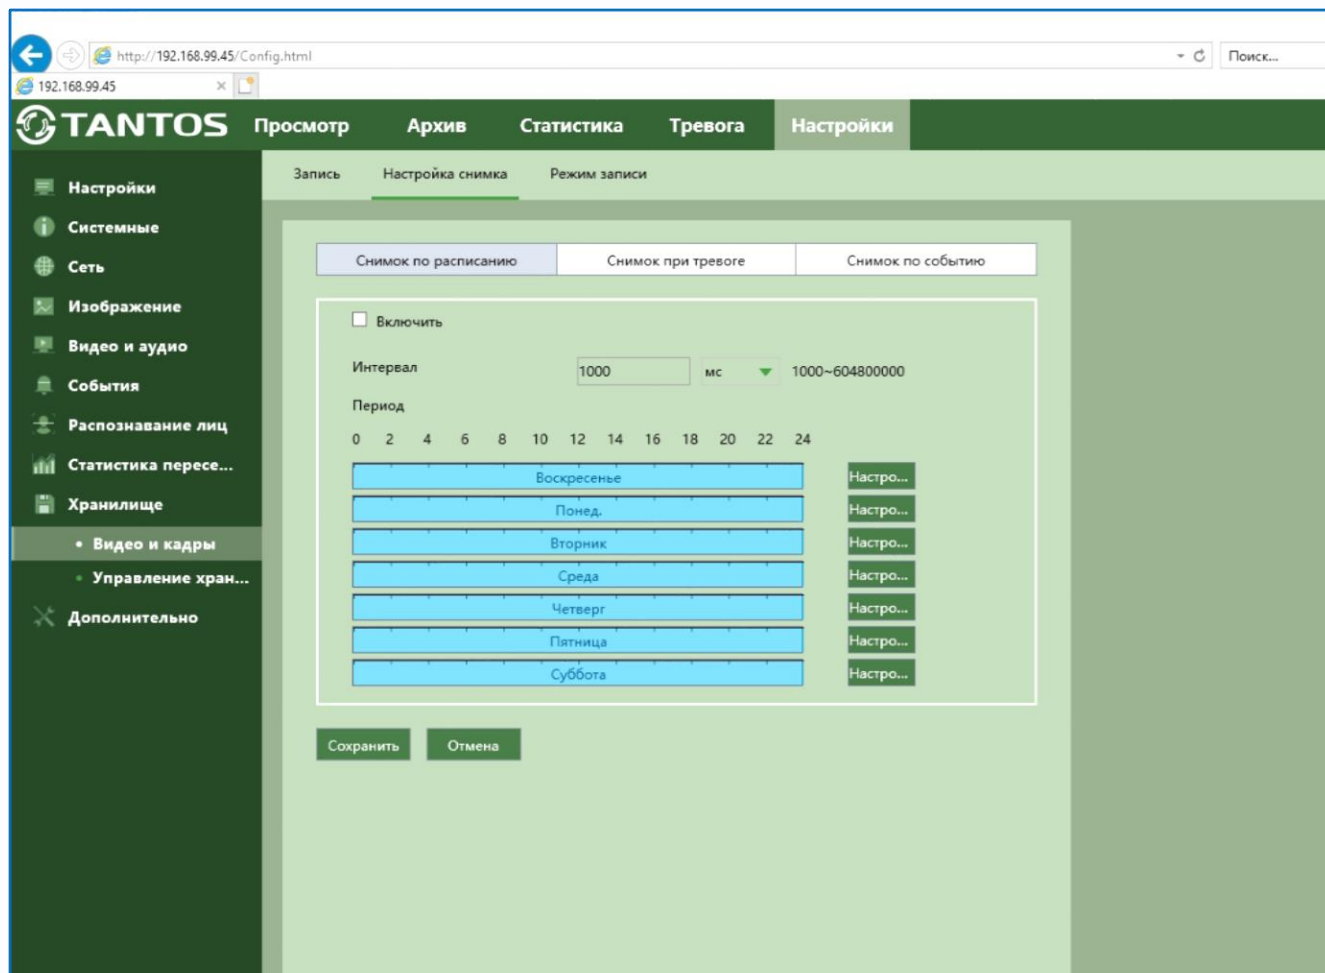 http://192.168.99.45/Config.html Поиск...
192.168.99.45
TANTOS Просмотр Архив Статистика Тревога Настройки
Запись Настройка снимка Режим записи
Настройки
Системные
Сеть
Изображение
Видео и аудио
События
Распознавание лиц
Статистика пересе...
Хранилище
• Видео и кадры
• Управление хран...
Дополнительно
Снимок по расписанию Снимок при тревоге Снимок по событию
Включить
Интервал 1000 мс 1000~604800000
Период
0 2 4 6 8 10 12 14 16 18 20 22 24
Воскресенье Настро...
Понед. Настро...
Вторник Настро...
Среда Настро...
Четверг Настро...
Пятница Настро...
Суббота Настро...
Сохранить Отмена